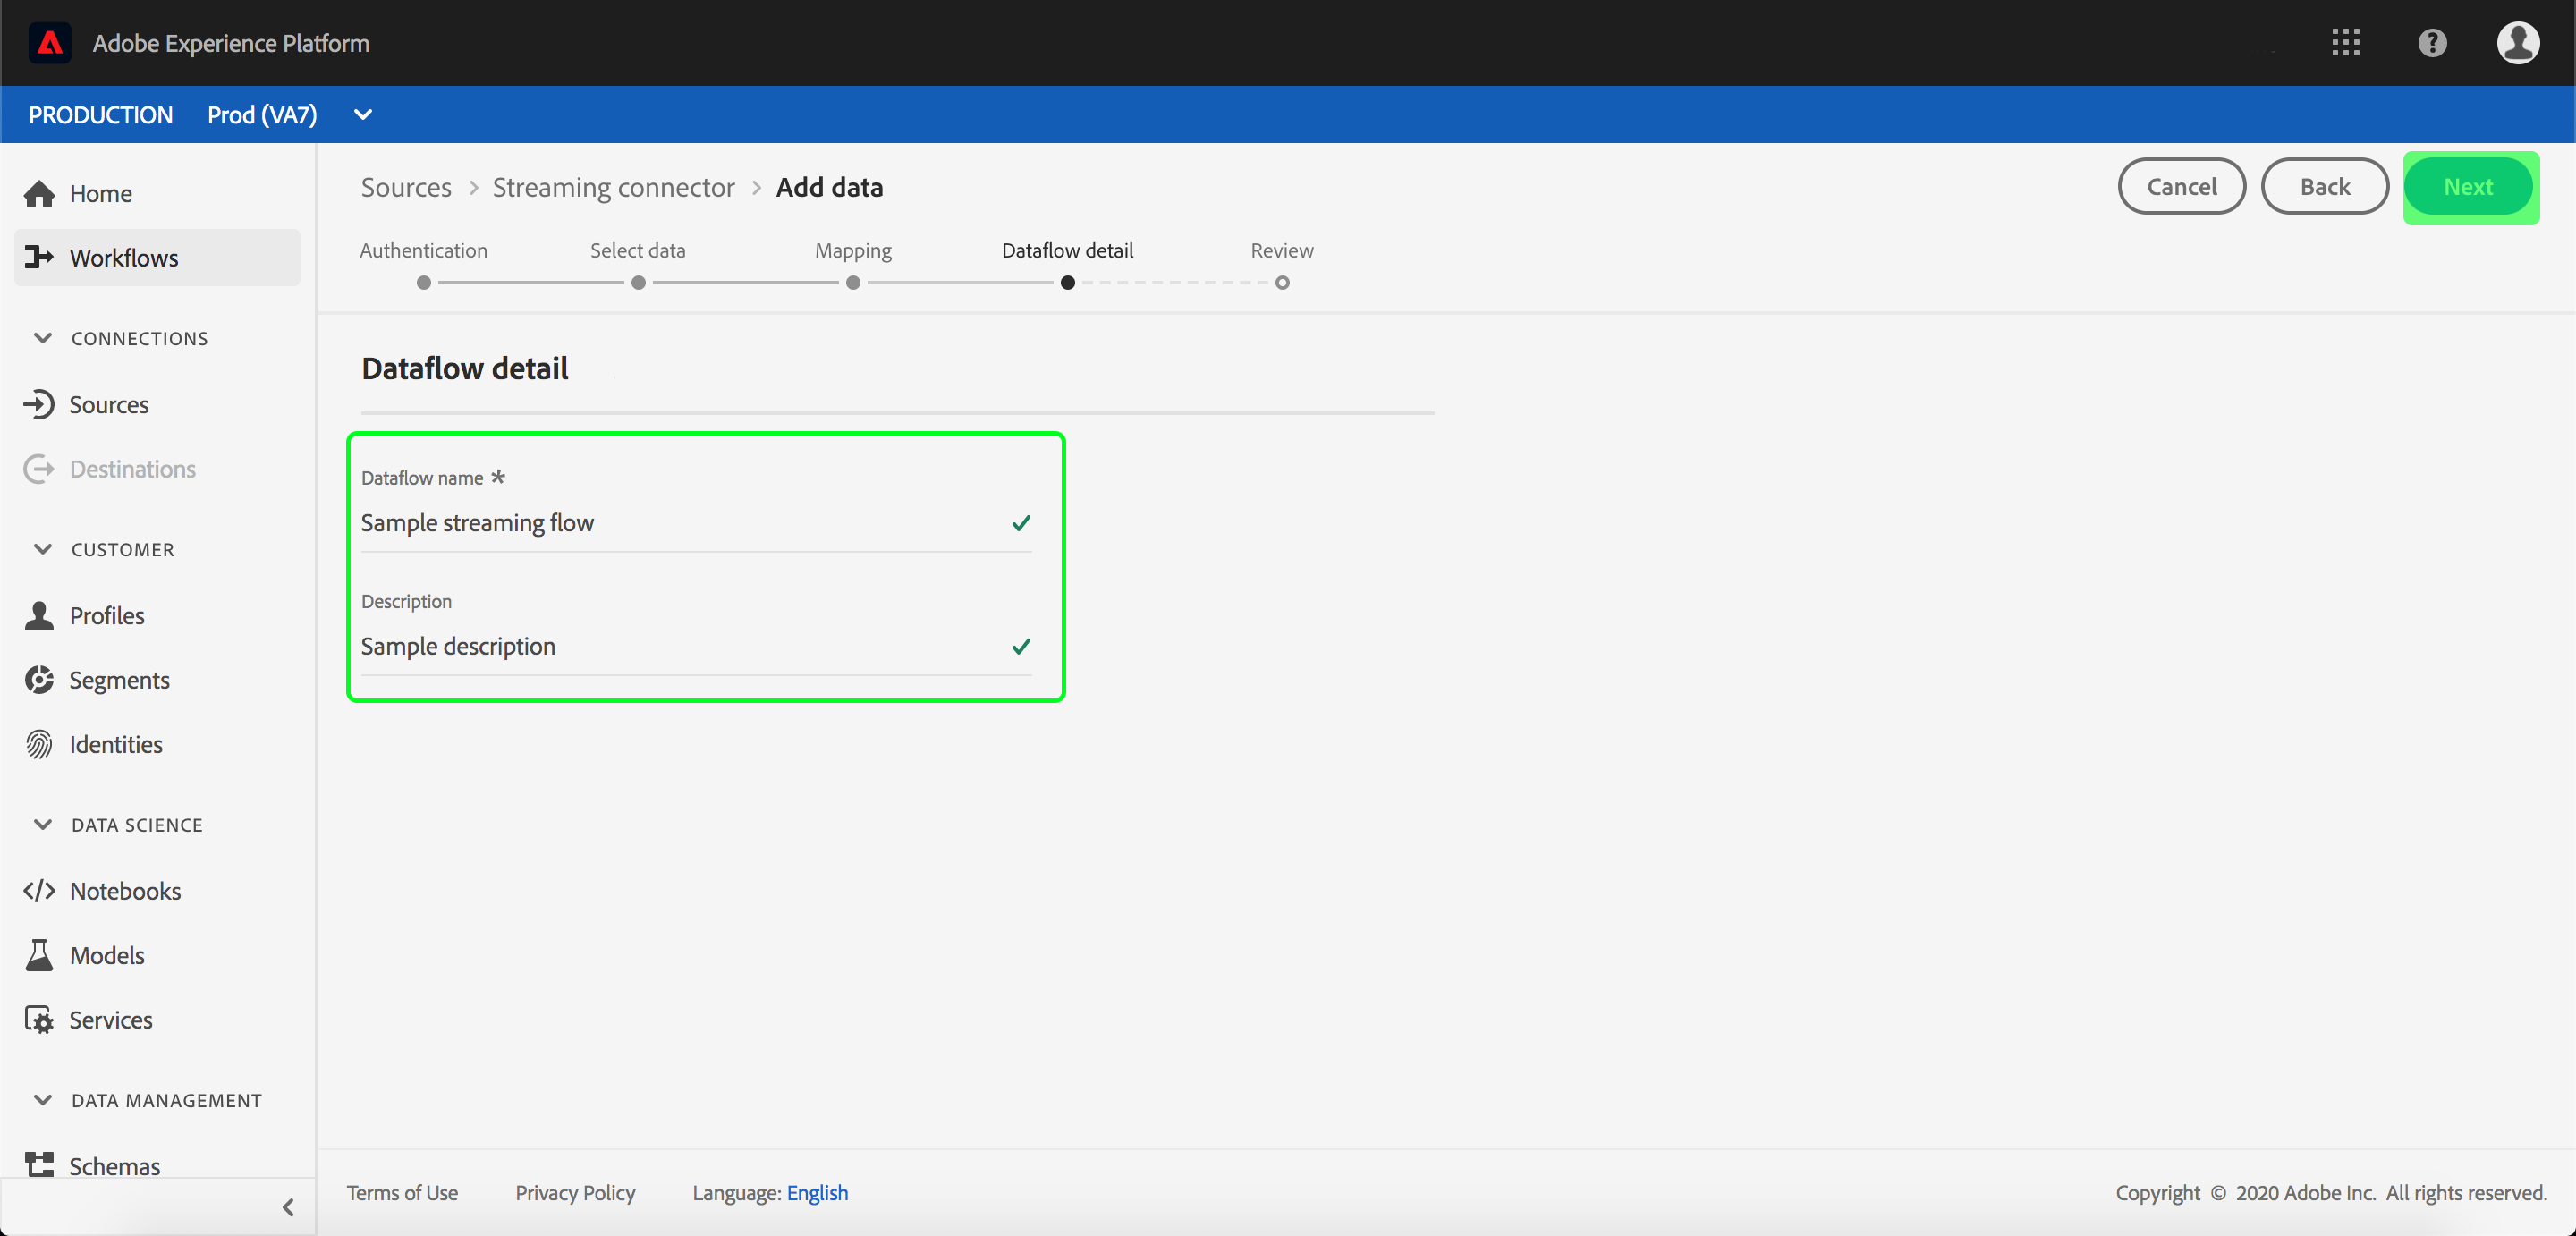 Adobe Experience Platform
PRODUCTION Prod (VA7)
Home
Workflows
CONNECTIONS
Sources
Destinations
CUSTOMER
Profiles
Segments
Identities
DATA SCIENCE
Notebooks
Models
Services
DATA MANAGEMENT
Schemas
Sources > Streaming connector > Add data
Cancel Back Next
Authentication Select data Mapping Dataflow detail Review
Dataflow detail
Dataflow name *
Sample streaming flow
Description
Sample description
Terms of Use Privacy Policy Language: English
Copyright © 2020 Adobe Inc. All rights reserved.